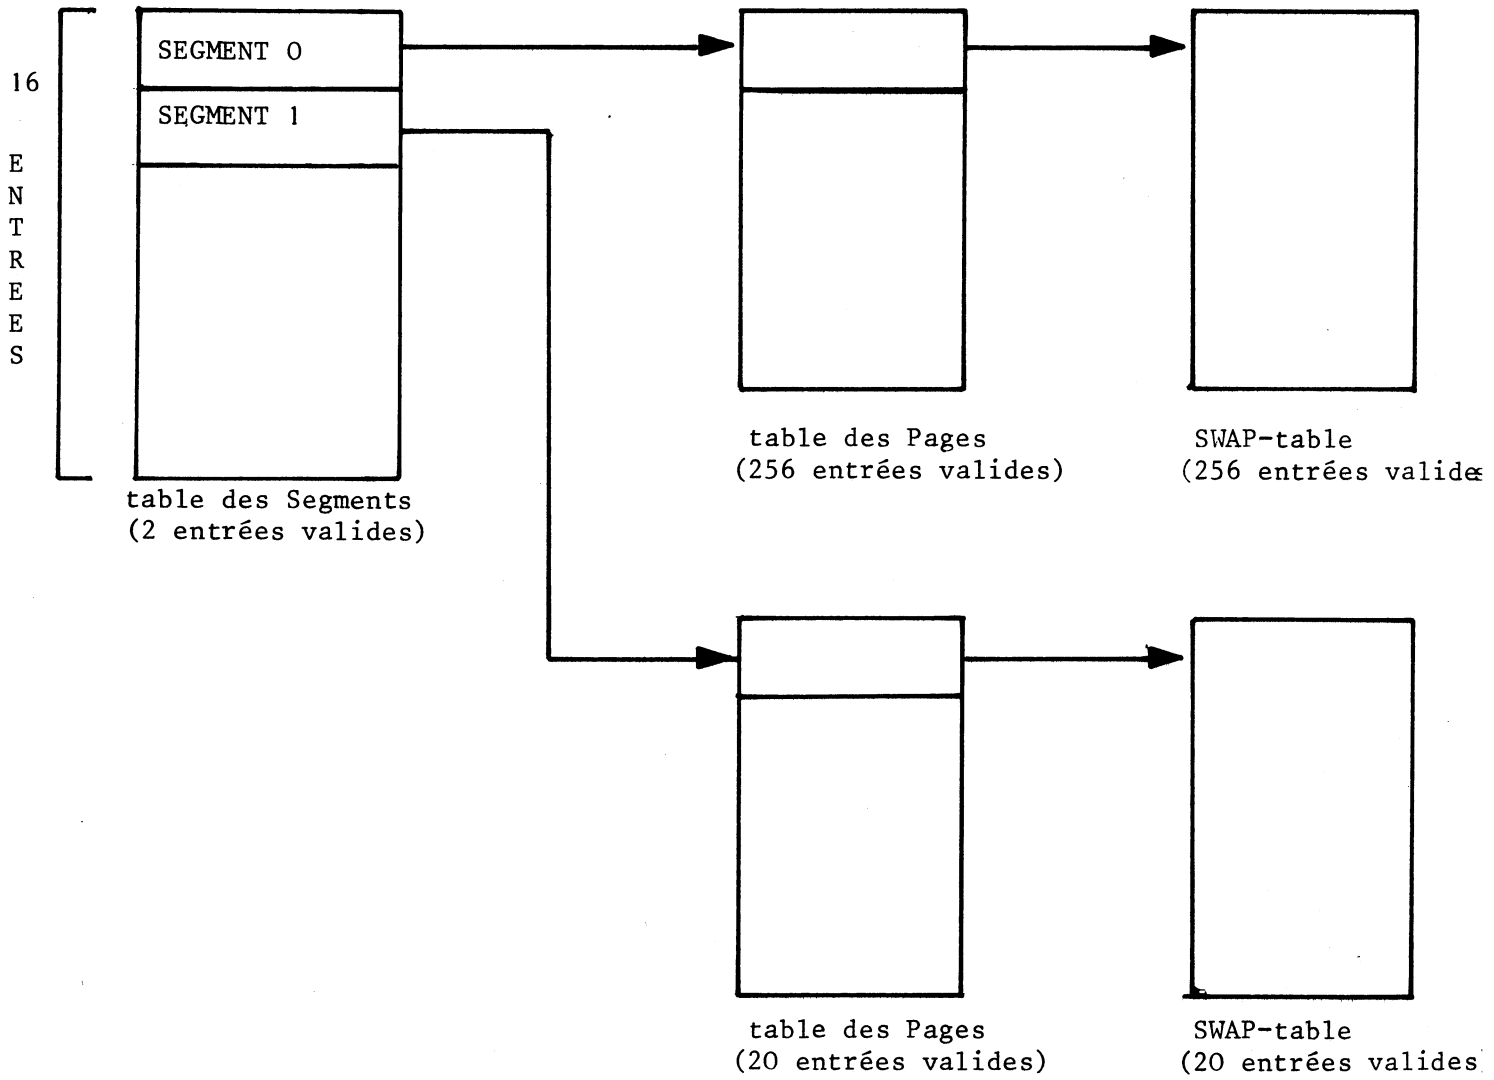 16
ENTREES
SEGMENT 0
SEGMENT 1
table des Segments
(2 entrées valides)
table des Pages
(256 entrées valides)
SWAP-table
(256 entrées valides
table des Pages
(20 entrées valides)
SWAP-table
(20 entrées valides